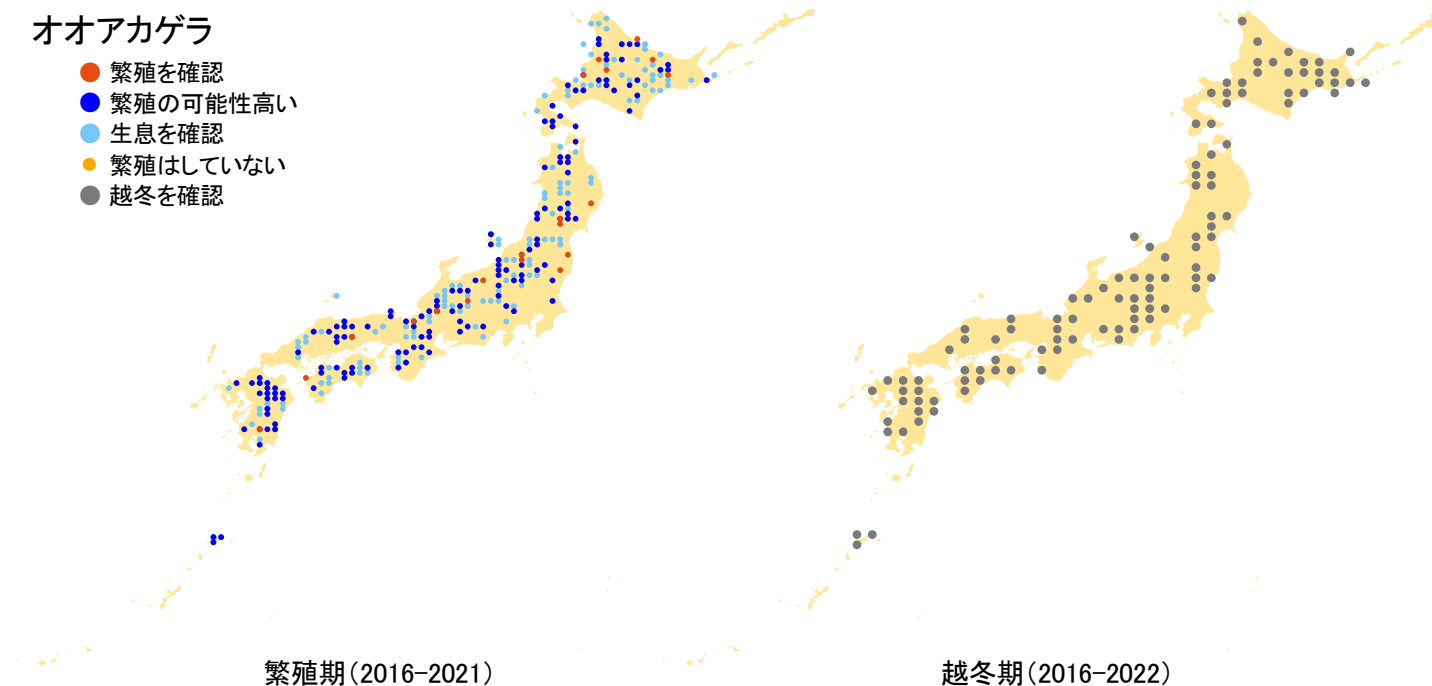 オオアカゲラ
繁殖を確認
繁殖の可能性高い
生息を確認
繁殖はしていない
越冬を確認
繁殖期(2016-2021)
越冬期(2016-2022)